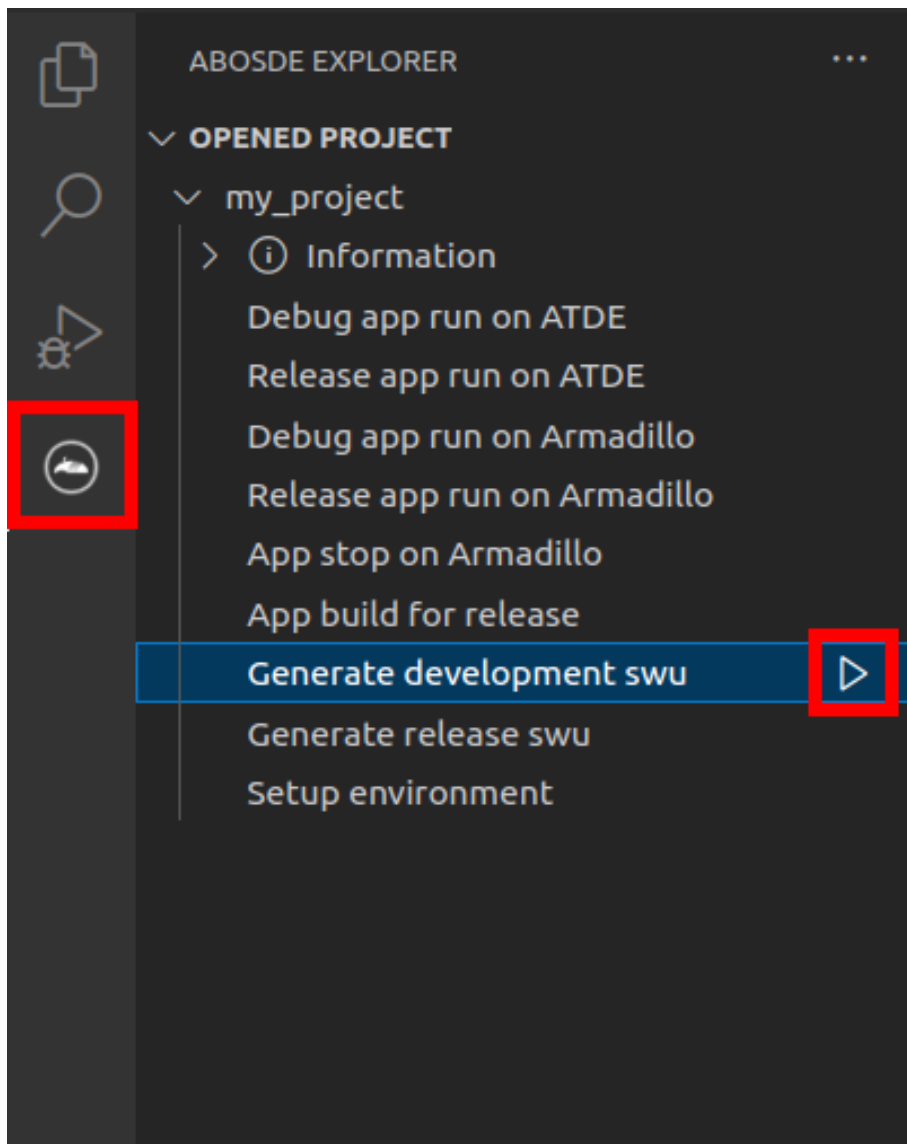 ABOSDE EXPLORER
OPENED PROJECT
my_project
Information
Debug app run on ATDE
Release app run on ATDE
Debug app run on Armadillo
Release app run on Armadillo
App stop on Armadillo
App build for release
Generate development swu
Generate release swu
Setup environment